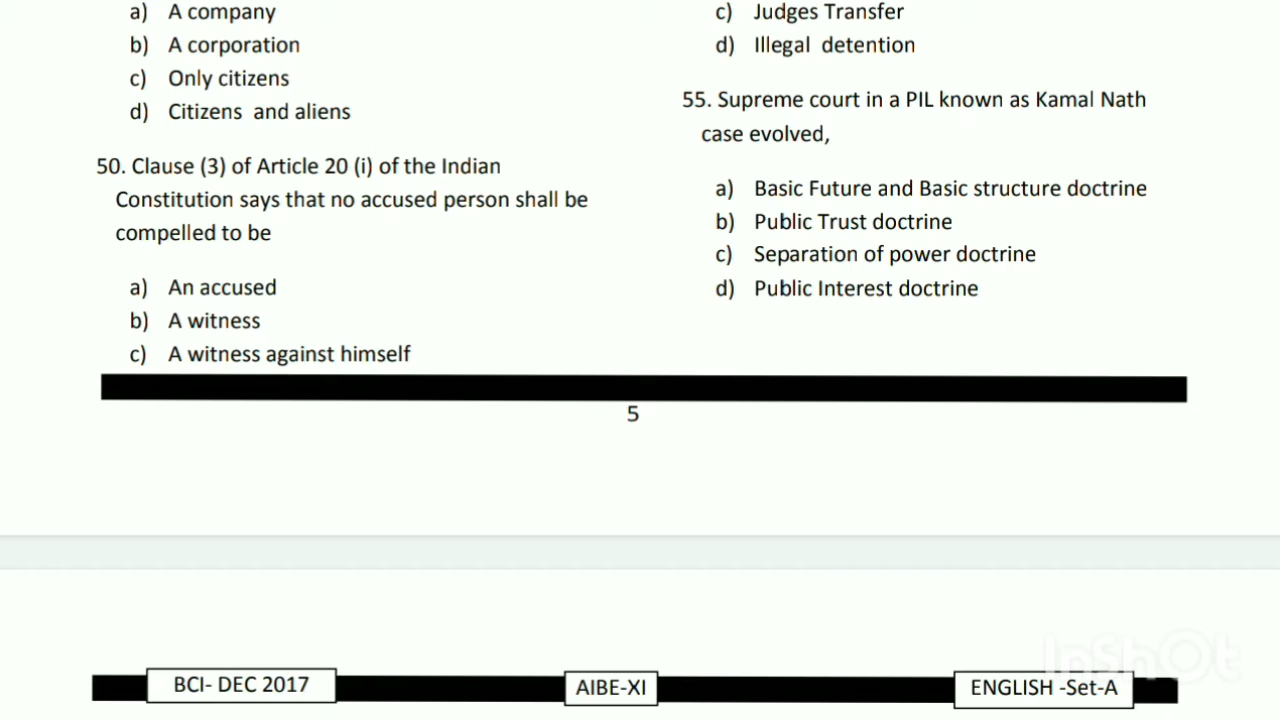 a) A company
b) A corporation
c) Only citizens
d) Citizens and aliens
50. Clause (3) of Article 20 (i) of the Indian
Constitution says that no accused person shall be
compelled to be
a) An accused
b) A witness
c) A witness against himself
c) Judges Transfer
d) Illegal detention
55. Supreme court in a PIL known as Kamal Nath
case evolved,
a) Basic Future and Basic structure doctrine
b) Public Trust doctrine
c) Separation of power doctrine
d) Public Interest doctrine
5
BCI- DEC 2017
AIBE-XI
ENGLISH -Set-A
InShOt